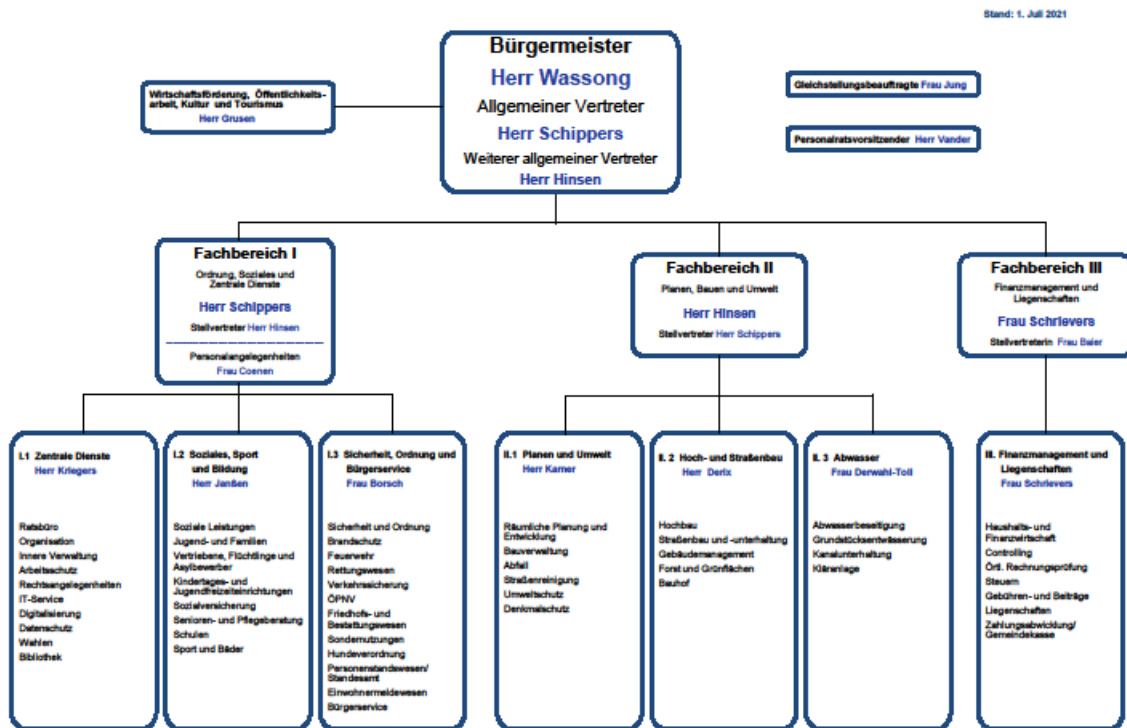 Stand: 1. Juli 2021
Bürgermeister
Herr Wassong
Allgemeiner Vertreter
Herr Schippers
Weiterer allgemeiner Vertreter
Herr Hinsen
Wirtschaftsförderung, Öffentlichkeits-
arbeit, Kultur und Tourismus
Herr Grusen
Gleichstellungsbeauftragte Frau Jung
Personalratsvorsitzender Herr Vander
Fachbereich I
Ordnung, Soziales und
Zentrale Dienste
Herr Schippers
Stellvertreter Herr Hinsen
Personalangelegenheiten
Frau Coenen
Fachbereich II
Planen, Bauen und Umwelt
Herr Hinsen
Stellvertreter Herr Schippers
Fachbereich III
Finanzmanagement und
Liegenschaften
Frau Schrievers
Stellvertreterin Frau Baier
I.1 Zentrale Dienste
Herr Kriegers
Ratsbüro
Organisation
Innere Verwaltung
Arbeitsschutz
Rechtsangelegenheiten
IT-Service
Digitalisierung
Datenschutz
Wahlen
Bibliothek
I.2 Soziales, Sport
und Bildung
Herr Janßen
Soziale Leistungen
Jugend- und Familien
Vertriebene, Flüchtlinge und
Asylbewerber
Kindertages- und
Jugendfreizeiteinrichtungen
Sozialversicherung
Senioren- und Pflegeberatung
Schulen
Sport und Bäder
I.3 Sicherheit, Ordnung und
Bürgerservice
Frau Borsch
Sicherheit und Ordnung
Brandschutz
Feuerwehr
Rettungswesen
Verkehrssicherung
ÖPNV
Friedhofs- und
Bestattungswesen
Sondernutzungen
Hundeverordnung
Personenstandswesen/
Standesamt
Einwohnermeldewesen
Bürgerservice
II.1 Planen und Umwelt
Herr Karner
Räumliche Planung und
Entwicklung
Bauverwaltung
Abfall
Straßenreinigung
Umweltschutz
Denkmalschutz
II. 2 Hoch- und Straßenbau
Herr Derix
Hochbau
Straßenbau und -unterhaltung
Gebäudemanagement
Forst und Grünflächen
Bauhof
II. 3 Abwasser
Frau Derwahl-Toll
Abwasserbeseitigung
Grundstücksentwässerung
Kanalunterhaltung
Kläranlage
III. Finanzmanagement und
Liegenschaften
Frau Schrievers
Haushalts- und
Finanzwirtschaft
Controlling
Örtl. Rechnungsprüfung
Steuern
Gebühren- und Beiträge
Liegenschaften
Zahlungsabwicklung/
Gemeindekasse